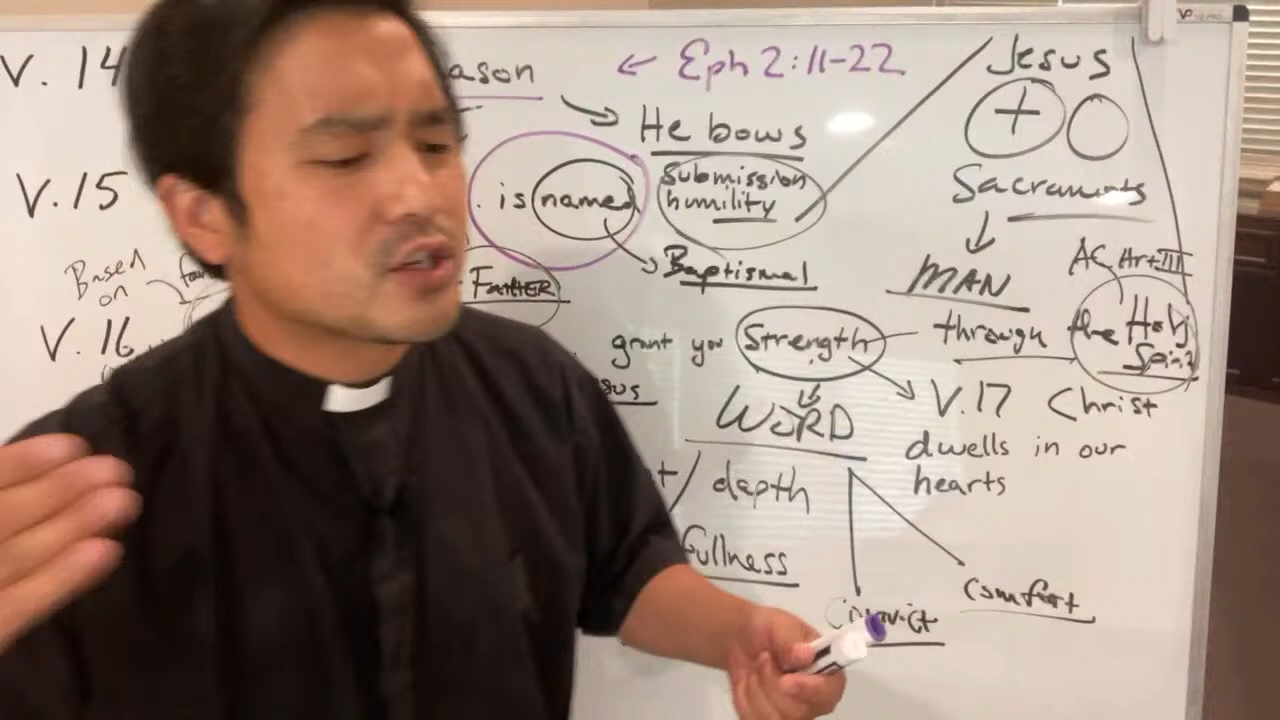 V. 14
ason
← Eph 2:11-22
Jesus
He bows
V. 15
is named
Submission
humility
Sacraments
Baptismal
Based
on
FATHER
MAN
AC Art III
V. 16
grant you Strength
through the Holy
Spirit
sus
WORD
V. 17 Christ
dwells in our
hearts
depth
fullness
Convict
Comfort